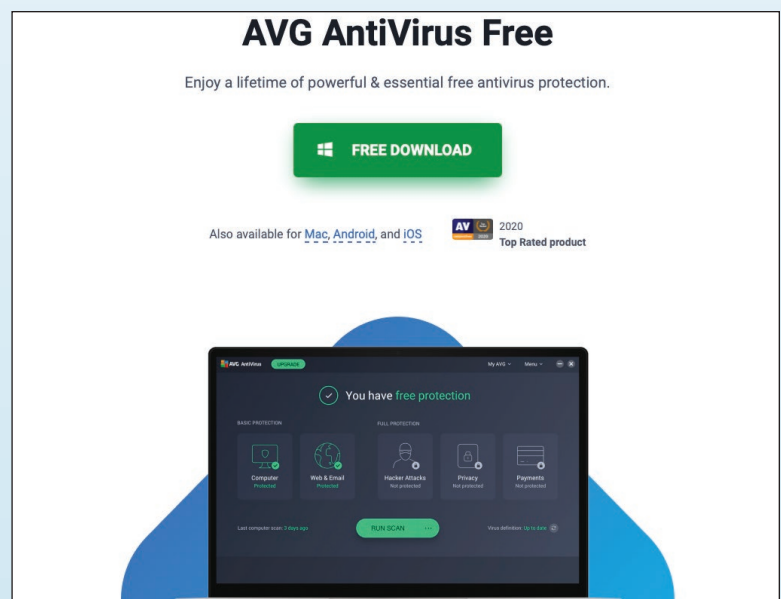 AVG AntiVirus Free
Enjoy a lifetime of powerful & essential free antivirus protection.
FREE DOWNLOAD
Also available for Mac, Android, and iOS
AV
2020
2020
Top Rated product
AVG AntiVirus UPGRADE My AVG Menu
You have free protection
BASIC PROTECTION FULL PROTECTION
Computer Web & Email Hacker Attacks Privacy Payments
Protected Protected Not protected Not protected Not protected
Last computer scan: 3 days ago RUN SCAN ... Virus definition: Up to date